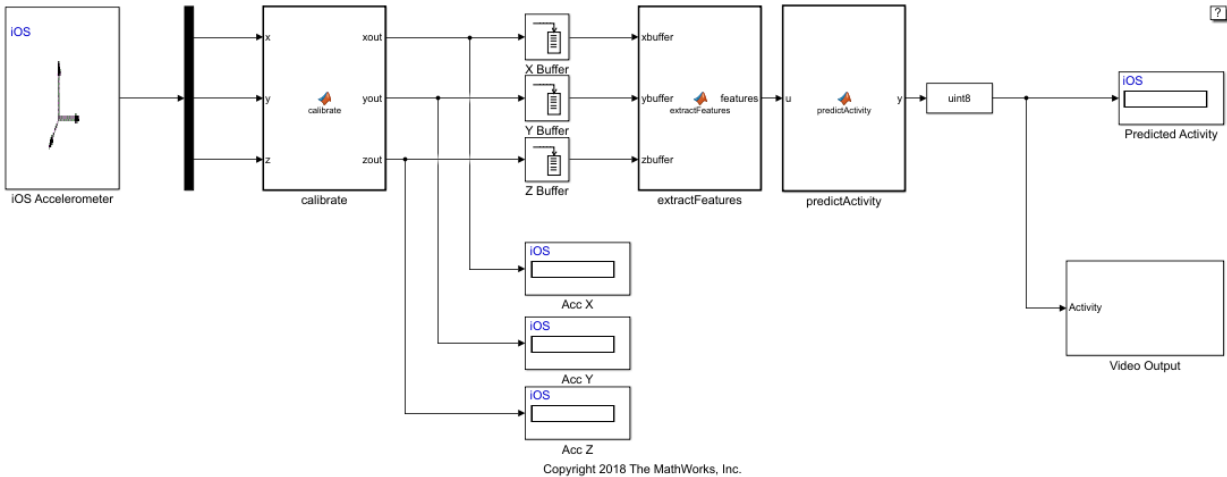 iOS
iOS Accelerometer
x
y
z
calibrate
xout
yout
zout
calibrate
X Buffer
Y Buffer
Z Buffer
xbuffer
ybuffer
zbuffer
extractFeatures
features
extractFeatures
u
predictActivity
y
predictActivity
uint8
iOS
Predicted Activity
?
iOS
Acc X
iOS
Acc Y
iOS
Acc Z
Activity
Video Output
Copyright 2018 The MathWorks, Inc.